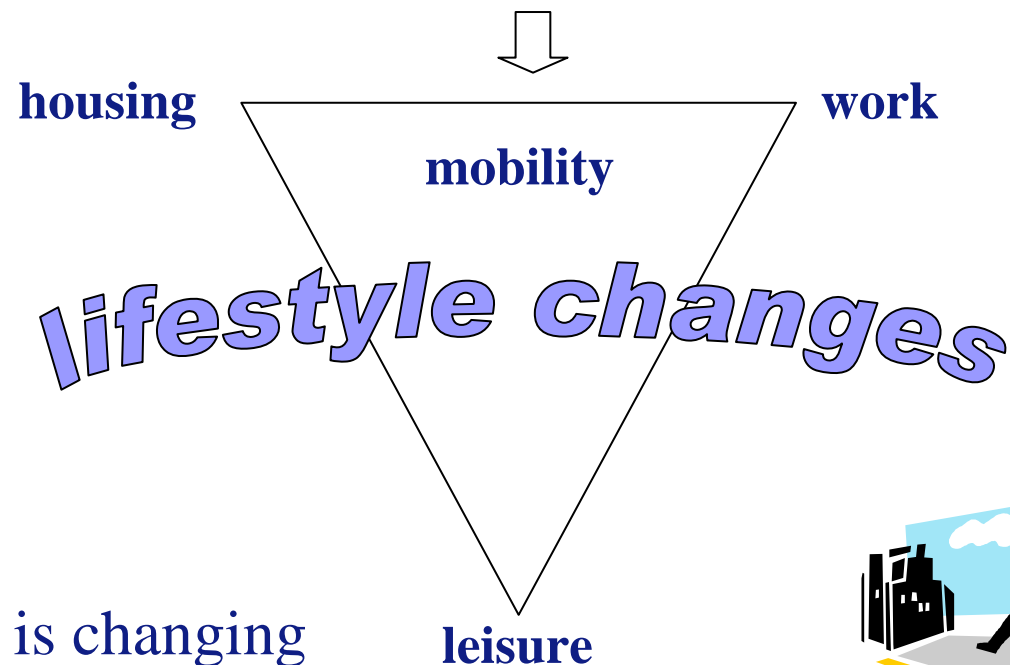 housing
work
mobility
lifestyle changes
is changing
leisure